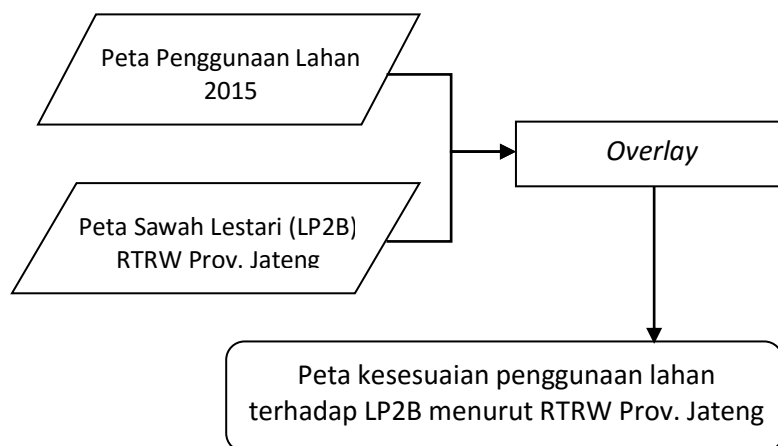 Peta Penggunaan Lahan
2015
Overlay
Peta Sawah Lestari (LP2B)
RTRW Prov. Jateng
Peta kesesuaian penggunaan lahan
terhadap LP2B menurut RTRW Prov. Jateng